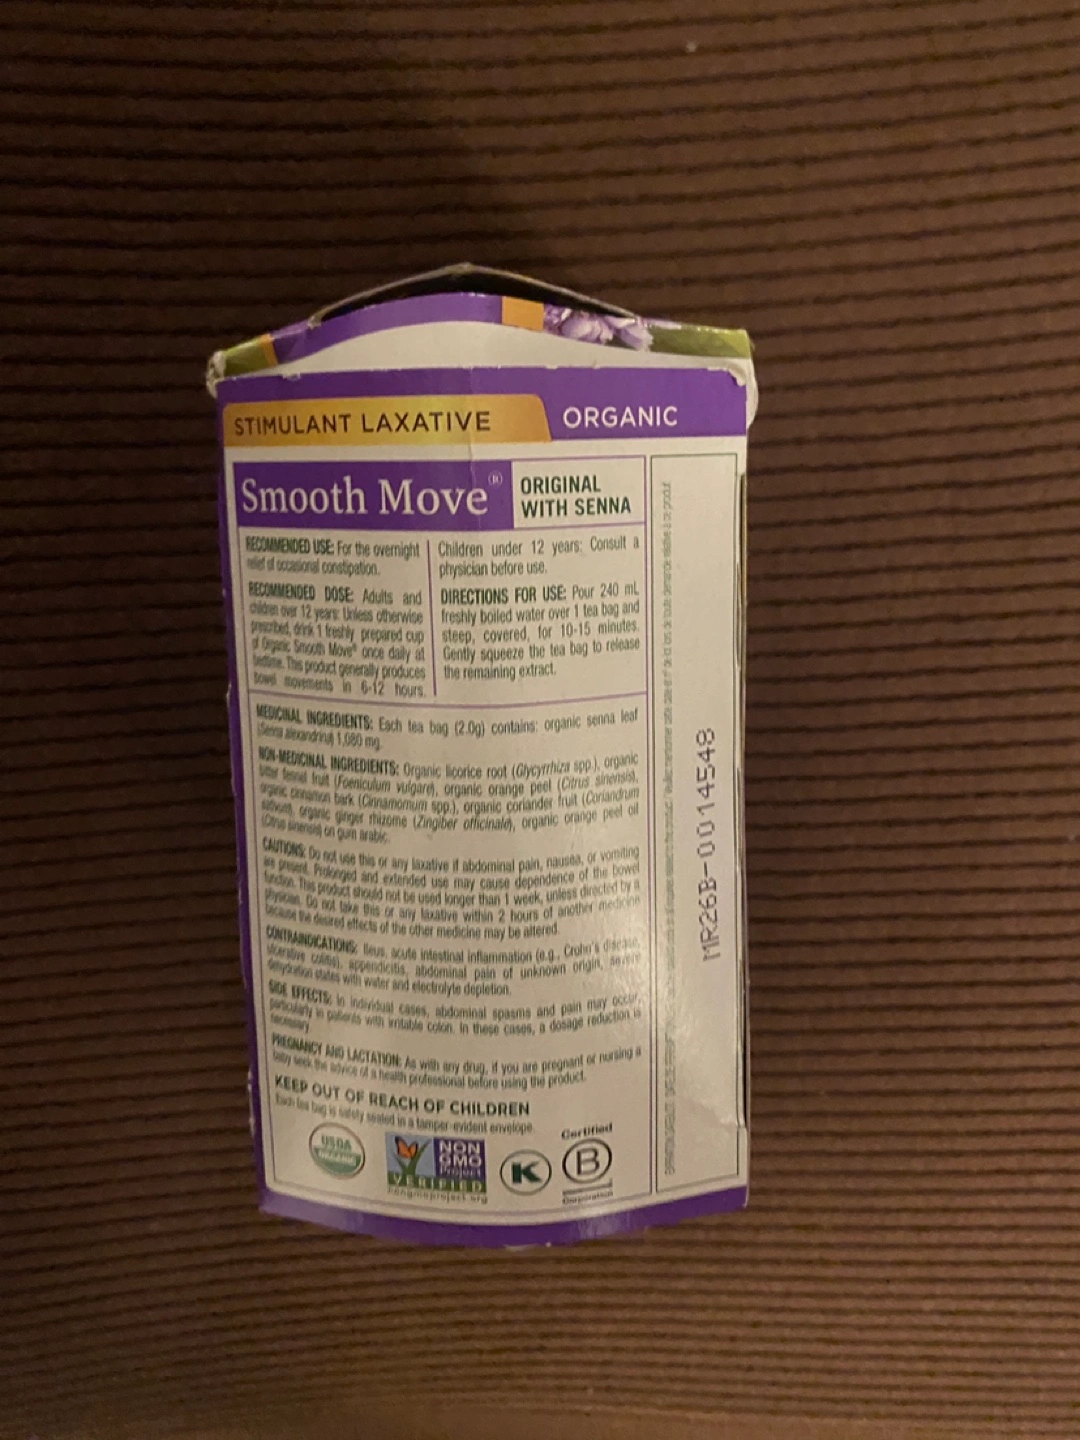 STIMULANT LAXATIVE
ORGANIC
Smooth Move®
ORIGINAL
WITH SENNA
RECOMMENDED USE: For the overnight
relief of occasional constipation.
RECOMMENDED DOSE: Adults and
children over 12 years: Unless otherwise
prescribed, drink 1 freshly prepared cup
of Organic Smooth Move® once daily at
bedtime. This product generally produces
bowel movements in 6-12 hours.
Children under 12 years: Consult a
physician before use.
DIRECTIONS FOR USE: Pour 240 mL
freshly boiled water over 1 tea bag and
steep, covered, for 10-15 minutes.
Gently squeeze the tea bag to release
the remaining extract.
MEDICINAL INGREDIENTS: Each tea bag (2.0g) contains: organic senna leaf
(Senna alexandrina) 1,080 mg.
NON-MEDICINAL INGREDIENTS: Organic licorice root (Glycyrrhiza spp.), organic
bitter fennel fruit (Foeniculum vulgare), organic orange peel (Citrus sinensis),
organic cinnamon bark (Cinnamomum spp.), organic coriander fruit (Coriandrum
sativum), organic ginger rhizome (Zingiber officinale), organic orange peel oil
(Citrus sinensis) on gum arabic.
CAUTIONS: Do not use this or any laxative if abdominal pain, nausea, or vomiting
are present. Prolonged and extended use may cause dependence of the bowel
function. This product should not be used longer than 1 week, unless directed by a
physician. Do not take this or any laxative within 2 hours of another medicine
because the desired effects of the other medicine may be altered.
CONTRAINDICATIONS: Ileus, acute intestinal inflammation (e.g., Crohn's disease,
ulcerative colitis), appendicitis, abdominal pain of unknown origin, severe
dehydration states with water and electrolyte depletion.
SIDE EFFECTS: In individual cases, abdominal spasms and pain may occur,
particularly in patients with irritable colon. In these cases, a dosage reduction is
necessary.
PREGNANCY AND LACTATION: As with any drug, if you are pregnant or nursing a
baby seek the advice of a health professional before using the product.
KEEP OUT OF REACH OF CHILDREN
Each tea bag is safely sealed in a tamper-evident envelope.
USDA
ORGANIC
NON
GMO
Project
VERIFIED
nongmoproject.org
K
Certified
B
Corporation
MR26B-0014548